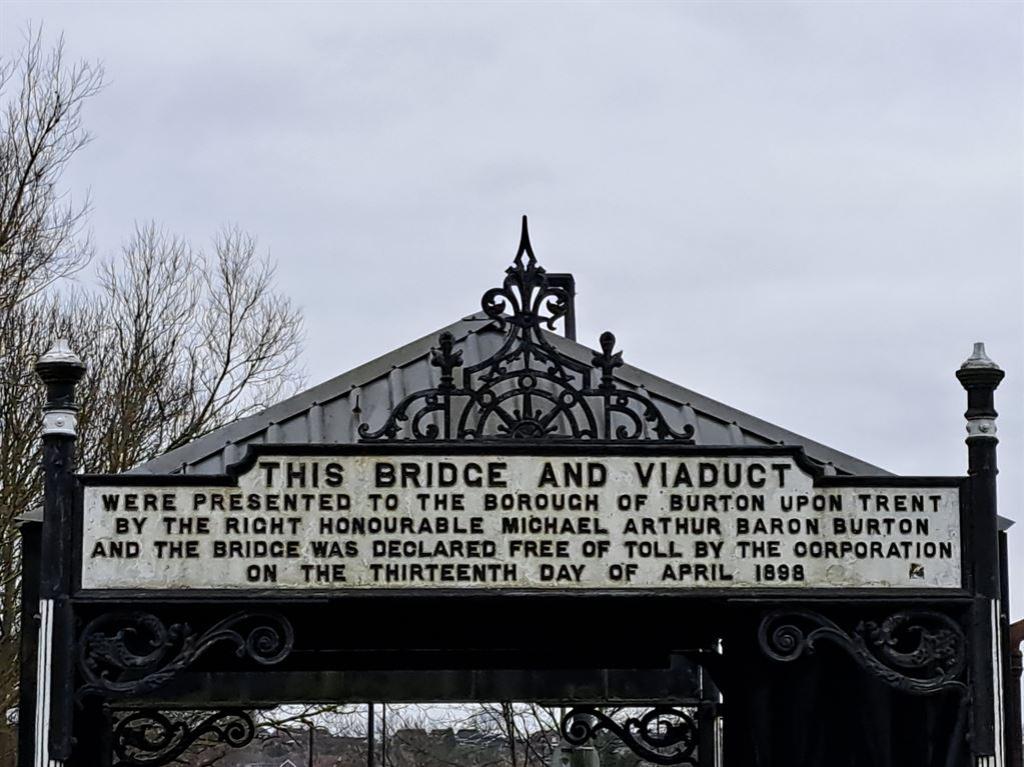 THIS BRIDGE AND VIADUCT
WERE PRESENTED TO THE BOROUGH OF BURTON UPON TRENT
BY THE RIGHT HONOURABLE MICHAEL ARTHUR BARON BURTON
AND THE BRIDGE WAS DECLARED FREE OF TOLL BY THE CORPORATION
ON THE THIRTEENTH DAY OF APRIL 1898